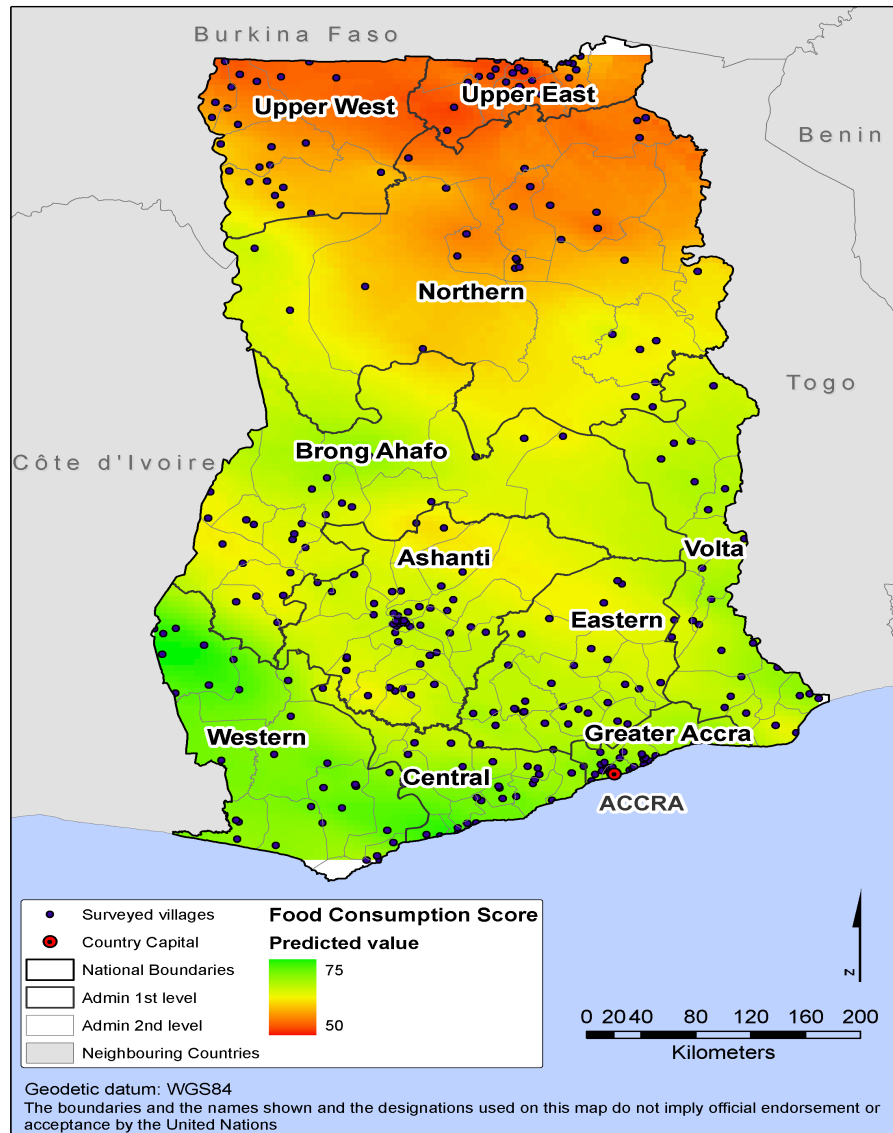 Burkina Faso
Upper West
Upper East
Benin
Northern
Togo
Brong Ahafo
Côte d'Ivoire
Volta
Ashanti
Eastern
Western
Greater Accra
Central
ACCRA
Surveyed villages
Country Capital
National Boundaries
Admin 1st level
Admin 2nd level
Neighbouring Countries
Food Consumption Score
Predicted value
75
50
N
0 20 40 80 120 160 200
Kilometers
Geodetic datum: WGS84
The boundaries and the names shown and the designations used on this map do not imply official endorsement or
acceptance by the United Nations